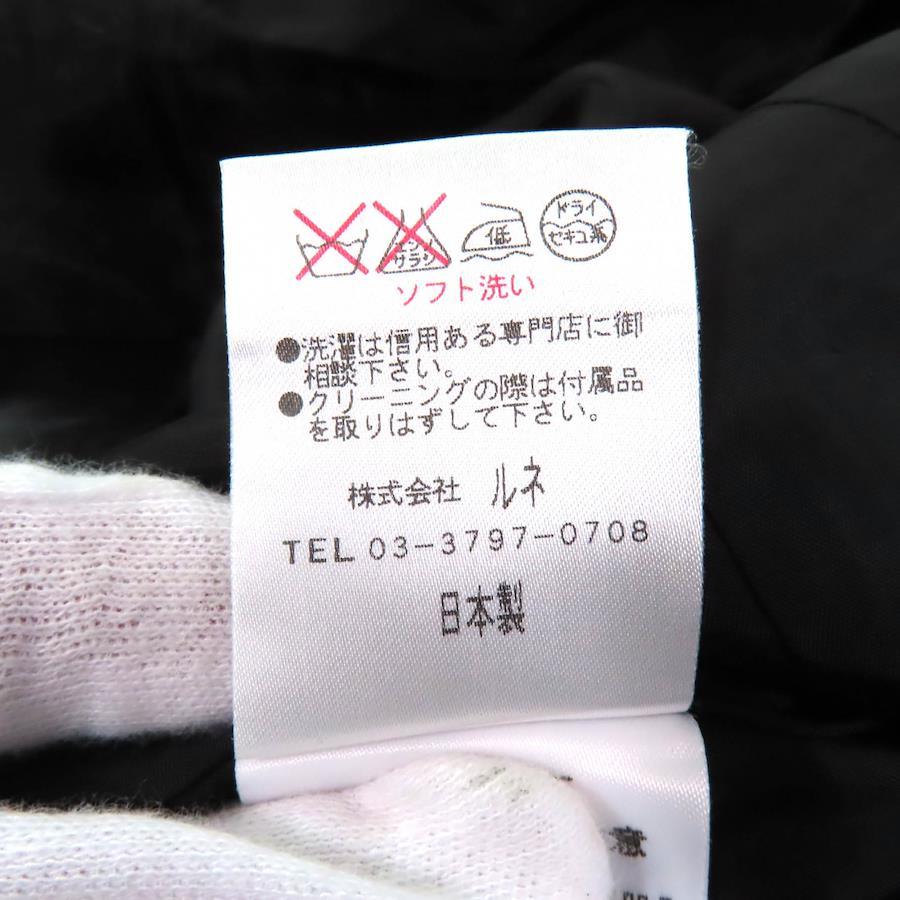 エンソ
サラシ
低
ドライ
セキユ系
ソフト洗い
●洗濯は信用ある専門店に御
相談下さい。
●クリーニングの際は付属品
を取りはずして下さい。
株式会社 ルネ
TEL 03-3797-0708
日本製
意